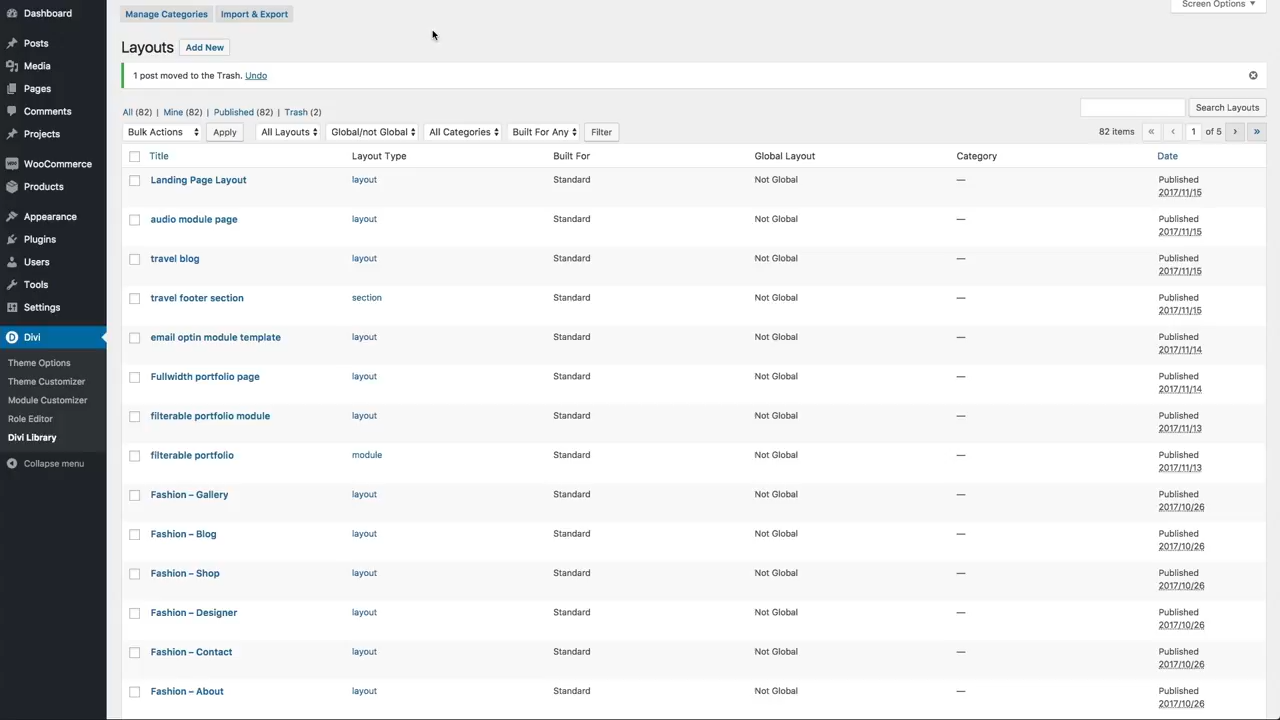 Dashboard
Posts
Media
Pages
Comments
Projects
WooCommerce
Products
Appearance
Plugins
Users
Tools
Settings
Divi
Theme Options
Theme Customizer
Module Customizer
Role Editor
Divi Library
Collapse menu
Manage Categories Import & Export Screen Options
Layouts Add New
1 post moved to the Trash. Undo
All (82) | Mine (82) | Published (82) | Trash (2) Search Layouts
Bulk Actions Apply All Layouts Global/not Global All Categories Built For Any Filter 82 items « ‹ 1 of 5 › »
Title Layout Type Built For Global Layout Category Date
Landing Page Layout layout Standard Not Global — Published
2017/11/15
audio module page layout Standard Not Global — Published
2017/11/15
travel blog layout Standard Not Global — Published
2017/11/15
travel footer section section Standard Not Global — Published
2017/11/15
email optin module template layout Standard Not Global — Published
2017/11/14
Fullwidth portfolio page layout Standard Not Global — Published
2017/11/14
filterable portfolio module layout Standard Not Global — Published
2017/11/13
filterable portfolio module Standard Not Global — Published
2017/11/13
Fashion – Gallery layout Standard Not Global — Published
2017/10/26
Fashion – Blog layout Standard Not Global — Published
2017/10/26
Fashion – Shop layout Standard Not Global — Published
2017/10/26
Fashion – Designer layout Standard Not Global — Published
2017/10/26
Fashion – Contact layout Standard Not Global — Published
2017/10/26
Fashion – About layout Standard Not Global — Published
2017/10/26